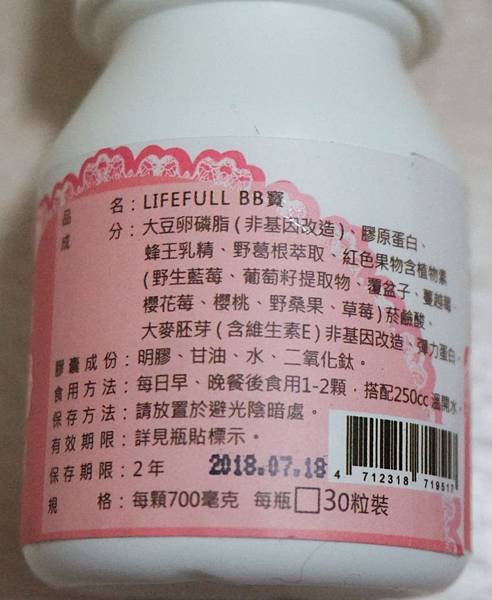 品 名：LIFEFULL BB寶
成 分：大豆卵磷脂(非基因改造)、膠原蛋白、
蜂王乳精、野葛根萃取、紅色果物含植物素
(野生藍莓、葡萄籽提取物、覆盆子、蔓越莓、
櫻花莓、櫻桃、野桑果、草莓)菸鹼酸、
大麥胚芽(含維生素E)非基因改造、彈力蛋白。
膠囊成份：明膠、甘油、水、二氧化鈦。
食用方法：每日早、晚餐後食用1-2顆，搭配250cc 溫開水。
保存方法：請放置於避光陰暗處。
有效期限：詳見瓶貼標示。
保存期限：2年 2018.07.18
4 712318 719517
規 格：每顆700毫克 每瓶□30粒裝